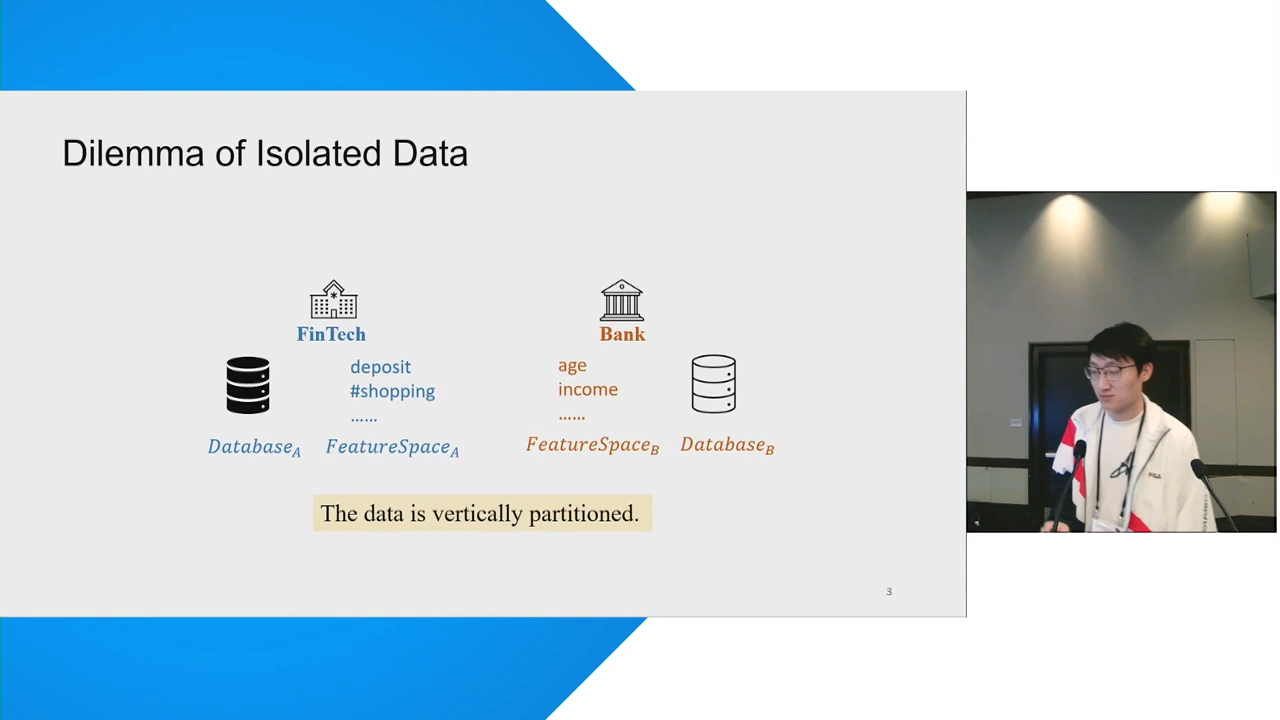 Dilemma of Isolated Data
FinTech
deposit
#shopping
……
Database_A
FeatureSpace_A
Bank
age
income
……
FeatureSpace_B
Database_B
The data is vertically partitioned.
3